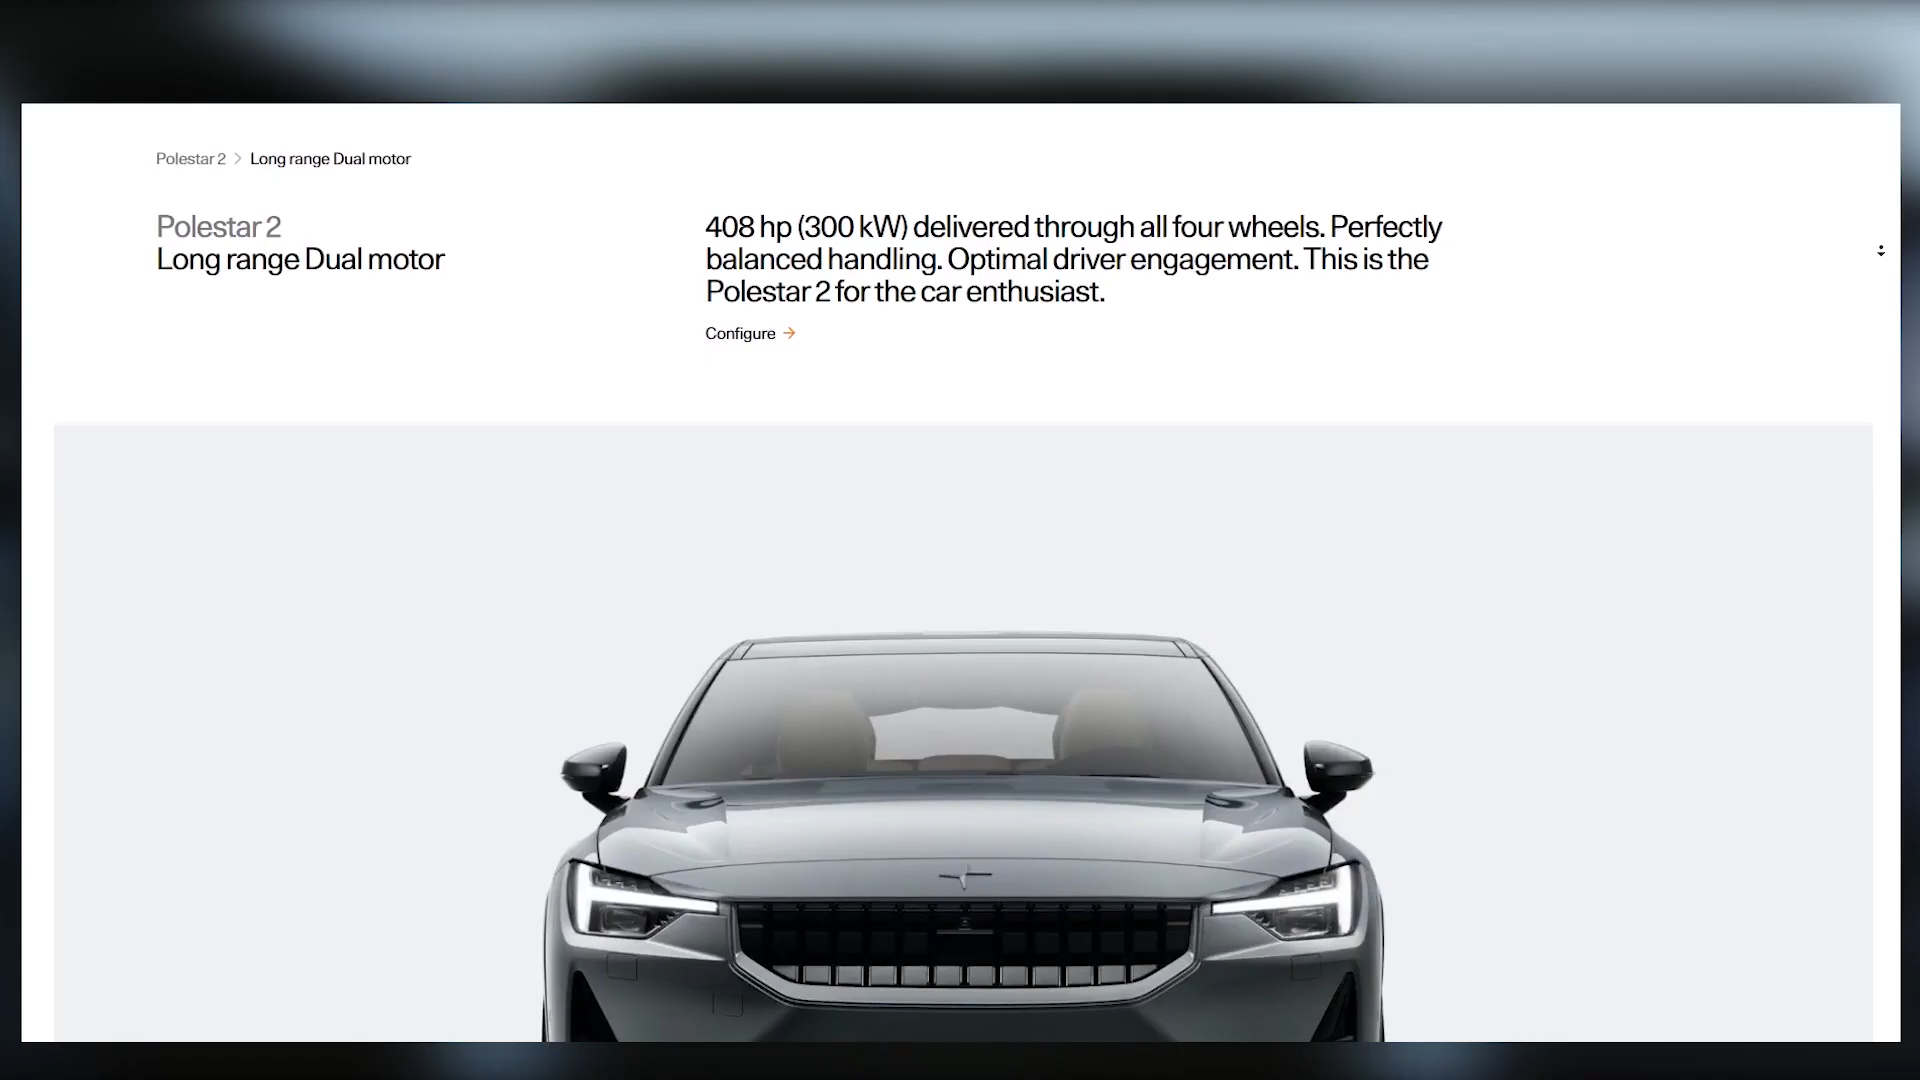 Polestar 2 > Long range Dual motor
Polestar 2
Long range Dual motor
408 hp (300 kW) delivered through all four wheels. Perfectly
balanced handling. Optimal driver engagement. This is the
Polestar 2 for the car enthusiast.
Configure →